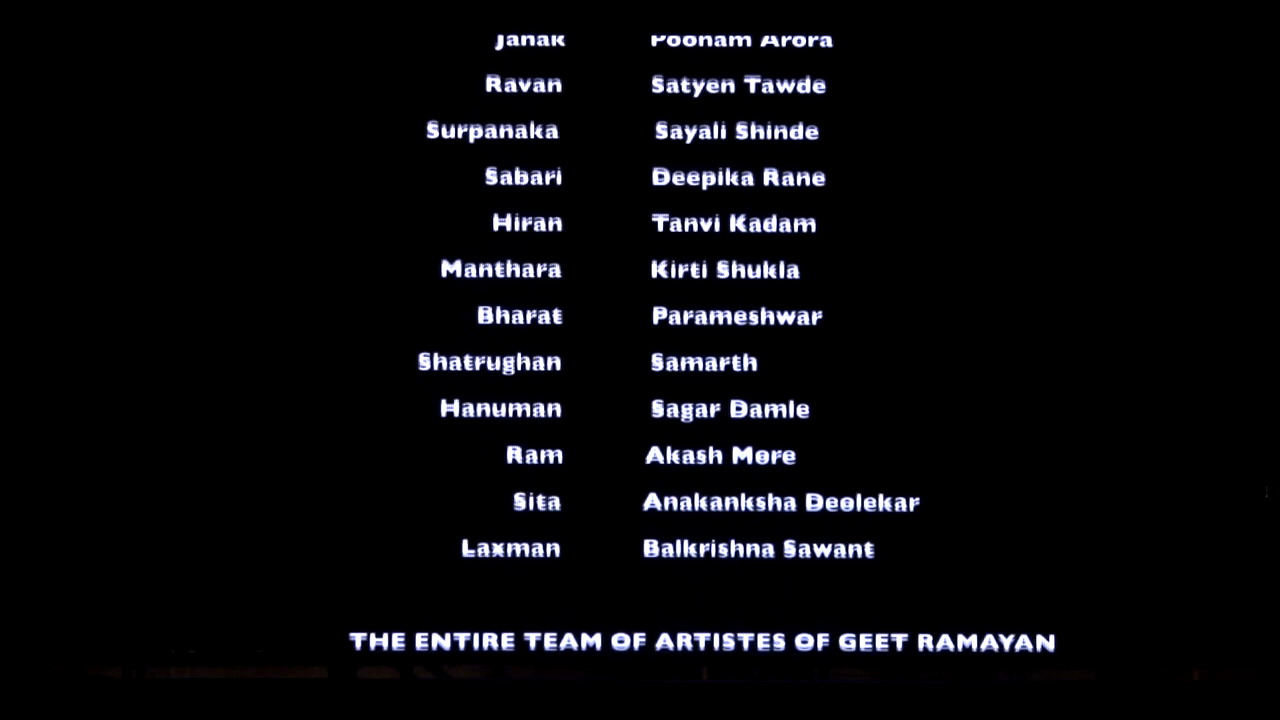 Janak Poonam Arora
Ravan Satyen Tawde
Surpanaka Sayali Shinde
Sabari Deepika Rane
Hiran Tanvi Kadam
Manthara Kirti Shukla
Bharat Parameshwar
Shatrughan Samarth
Hanuman Sagar Damle
Ram Akash More
Sita Anakanksha Deolekar
Laxman Balkrishna Sawant
THE ENTIRE TEAM OF ARTISTES OF GEET RAMAYAN